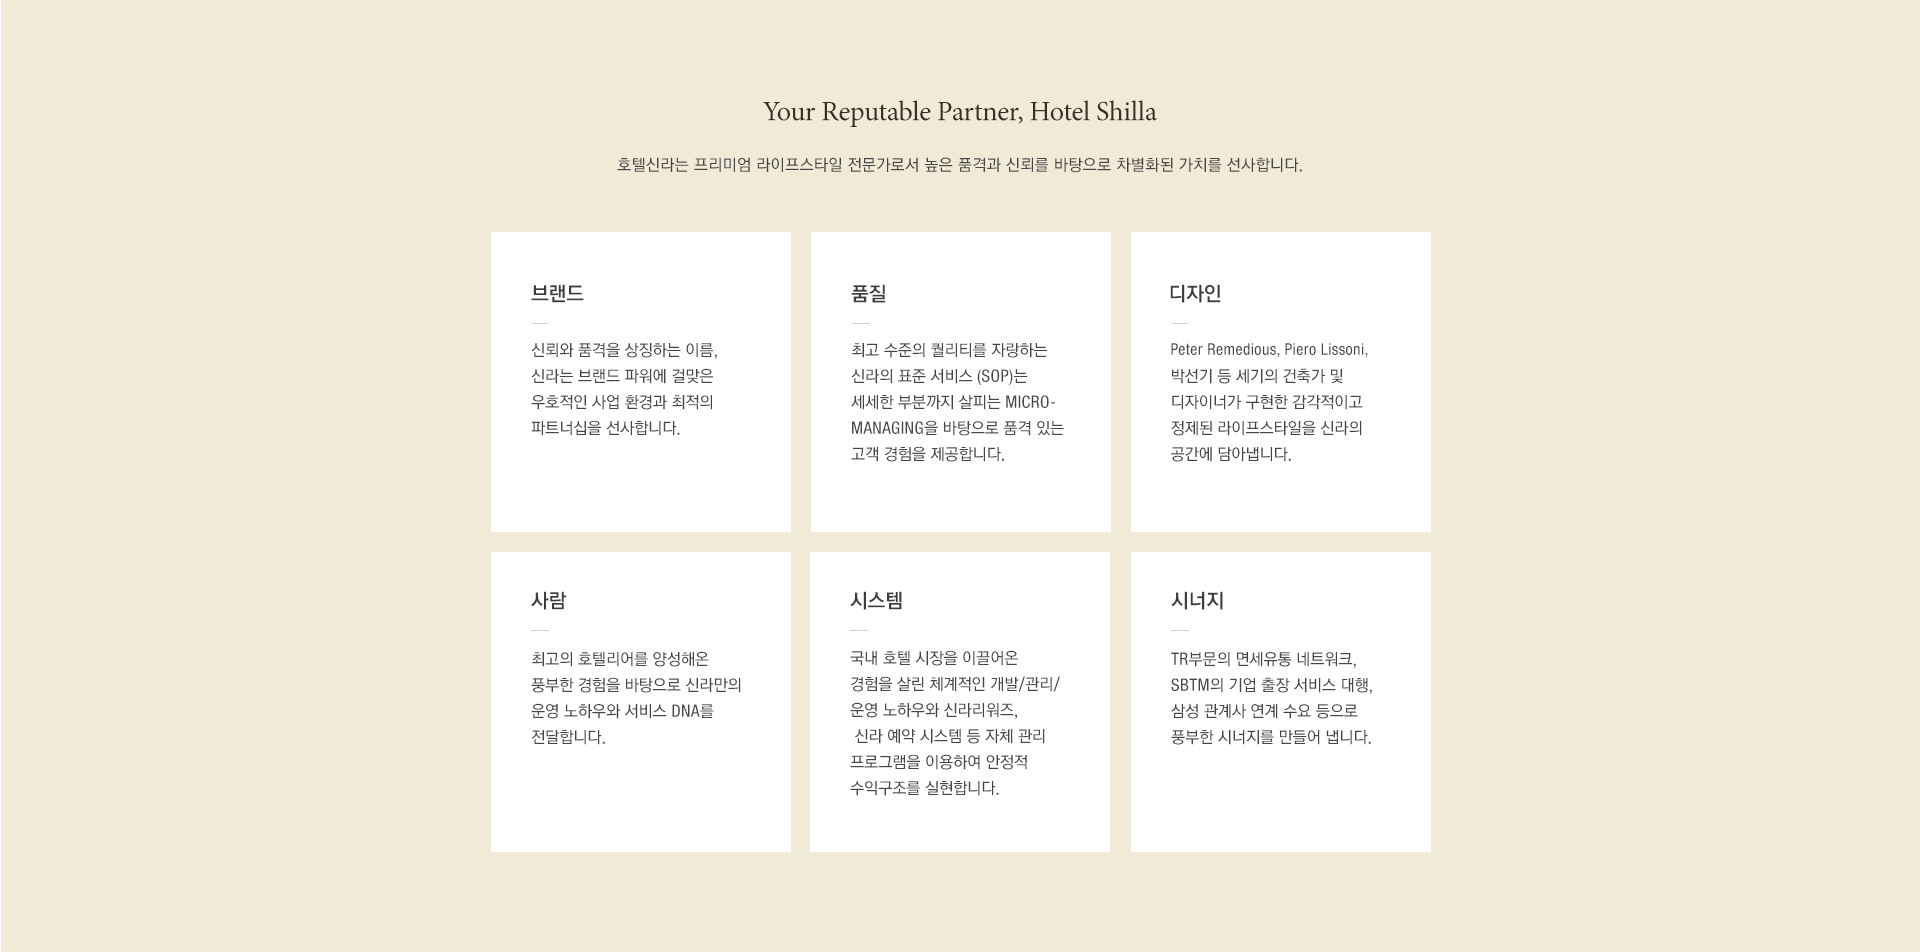 Your Reputable Partner, Hotel Shilla
호텔신라는 프리미엄 라이프스타일 전문가로서 높은 품격과 신뢰를 바탕으로 차별화된 가치를 선사합니다.
브랜드
신뢰와 품격을 상징하는 이름,
신라는 브랜드 파워에 걸맞은
우호적인 사업 환경과 최적의
파트너십을 선사합니다.
품질
최고 수준의 퀄리티를 자랑하는
신라의 표준 서비스 (SOP)는
세세한 부분까지 살피는 MICRO-
MANAGING을 바탕으로 품격 있는
고객 경험을 제공합니다.
디자인
Peter Remedious, Piero Lissoni,
박선기 등 세기의 건축가 및
디자이너가 구현한 감각적이고
정제된 라이프스타일을 신라의
공간에 담아냅니다.
사람
최고의 호텔리어를 양성해온
풍부한 경험을 바탕으로 신라만의
운영 노하우와 서비스 DNA를
전달합니다.
시스템
국내 호텔 시장을 이끌어온
경험을 살린 체계적인 개발/관리/
운영 노하우와 신라리워즈,
신라 예약 시스템 등 자체 관리
프로그램을 이용하여 안정적
수익구조를 실현합니다.
시너지
TR부문의 면세유통 네트워크,
SBTM의 기업 출장 서비스 대행,
삼성 관계사 연계 수요 등으로
풍부한 시너지를 만들어 냅니다.